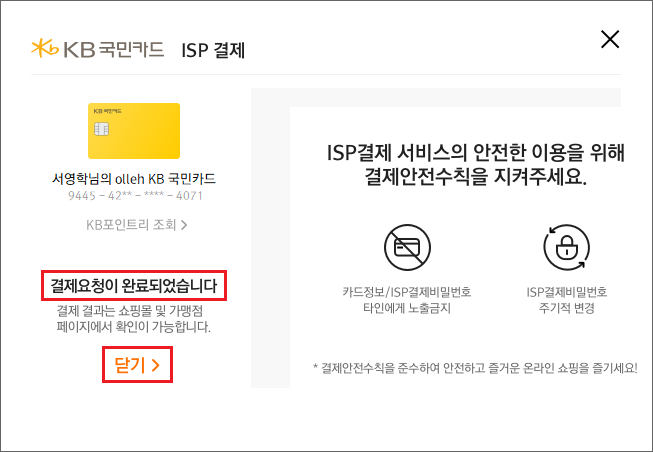 KB 국민카드 ISP 결제
KB 국민카드
서영학님의 olleh KB 국민카드
9445 - 42** - **** - 4071
KB포인트리 조회 >
결제요청이 완료되었습니다
결제 결과는 쇼핑몰 및 가맹점
페이지에서 확인이 가능합니다.
닫기 >
ISP결제 서비스의 안전한 이용을 위해
결제안전수칙을 지켜주세요.
카드정보/ISP결제비밀번호
타인에게 노출금지
ISP결제비밀번호
주기적 변경
* 결제안전수칙을 준수하여 안전하고 즐거운 온라인 쇼핑을 즐기세요!